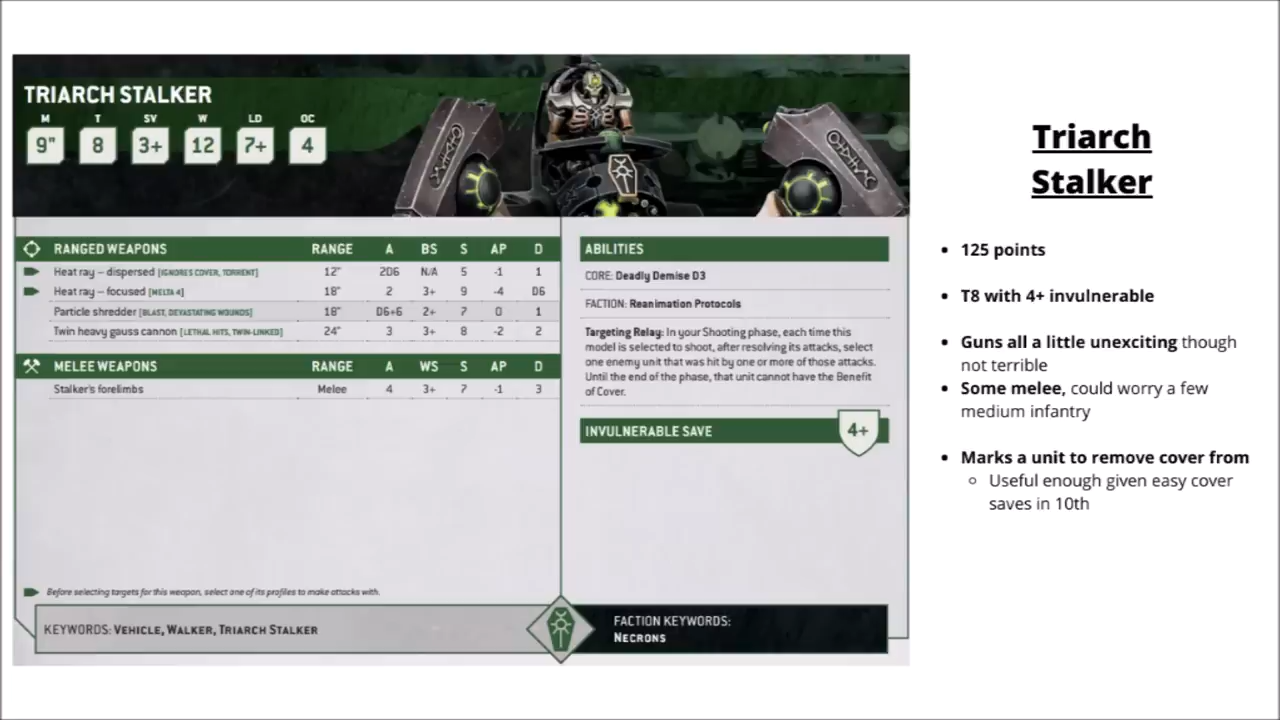 TRIARCH STALKER
M T SV W LD OC
9" 8 3+ 12 7+ 4
RANGED WEAPONS RANGE A BS S AP D
Heat ray – dispersed [IGNORES COVER, TORRENT] 12" 2D6 N/A 5 -1 1
Heat ray – focused [MELTA 4] 18" 2 3+ 9 -4 D6
Particle shredder [BLAST, DEVASTATING WOUNDS] 18" D6+6 2+ 7 0 1
Twin heavy gauss cannon [LETHAL HITS, TWIN-LINKED] 24" 3 3+ 8 -2 2
MELEE WEAPONS RANGE A WS S AP D
Stalker's forelimbs Melee 4 3+ 7 -1 3
Before selecting targets for this weapon, select one of its profiles to make attacks with.
KEYWORDS: VEHICLE, WALKER, TRIARCH STALKER
ABILITIES
CORE: Deadly Demise D3
FACTION: Reanimation Protocols
Targeting Relay: In your Shooting phase, each time this
model is selected to shoot, after resolving its attacks, select
one enemy unit that was hit by one or more of those attacks.
Until the end of the phase, that unit cannot have the Benefit
of Cover.
INVULNERABLE SAVE 4+
FACTION KEYWORDS:
NECRONS
Triarch
Stalker
• 125 points
• T8 with 4+ invulnerable
• Guns all a little unexciting though
not terrible
• Some melee, could worry a few
medium infantry
• Marks a unit to remove cover from
○ Useful enough given easy cover
saves in 10th